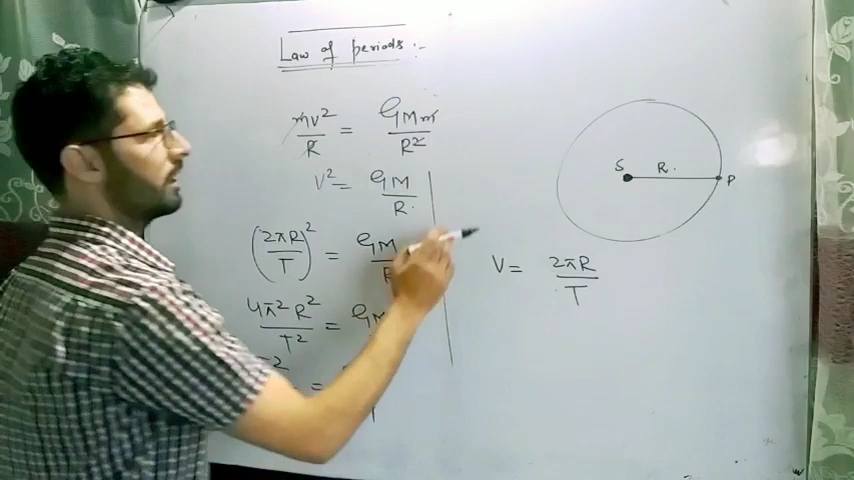 Law of periods :-
mv²/R = GMm/R²
V² = GM/R.
(2πR/T)² = GM/R
4π²R²/T² = GM
S R. P
V = 2πR/T